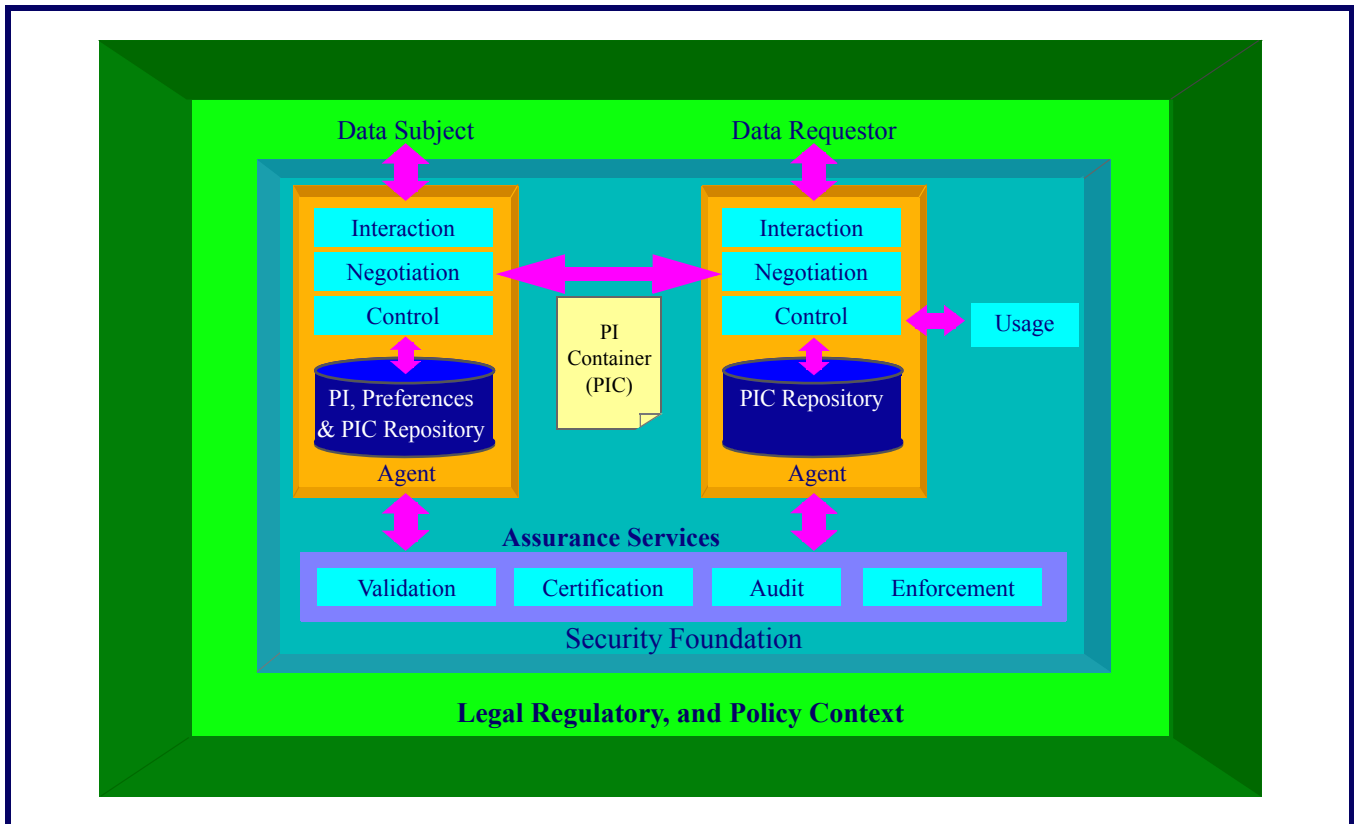 Data Subject
Data Requestor
Interaction
Negotiation
Control
PI, Preferences
& PIC Repository
Agent
PI
Container
(PIC)
Interaction
Negotiation
Control
PIC Repository
Agent
Usage
Assurance Services
Validation
Certification
Audit
Enforcement
Security Foundation
Legal Regulatory, and Policy Context